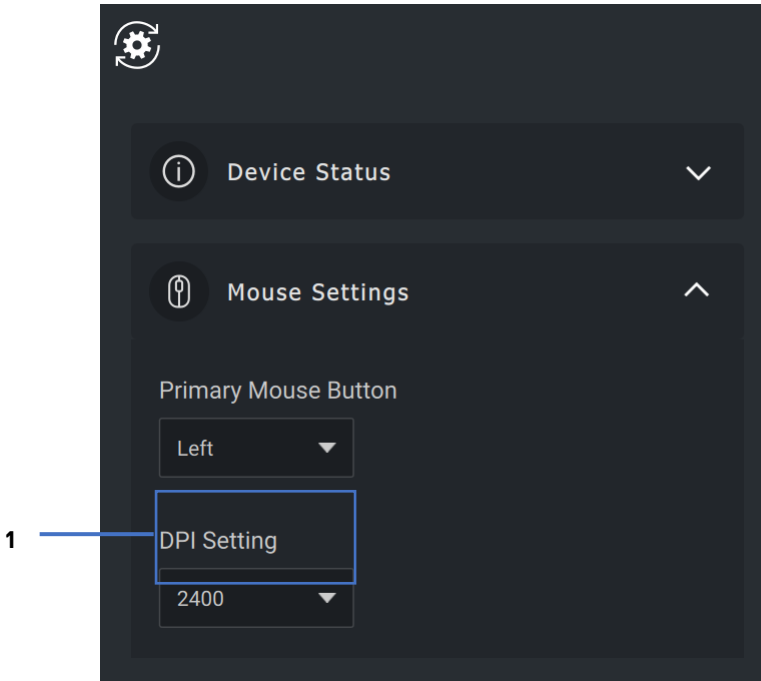 Device Status
Mouse Settings
Primary Mouse Button
Left
1
DPI Setting
2400